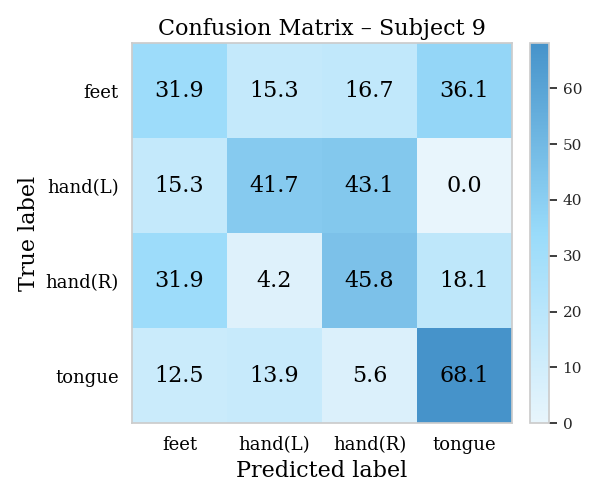 Confusion Matrix – Subject 9
True label
feet 31.9 15.3 16.7 36.1
hand(L) 15.3 41.7 43.1 0.0
hand(R) 31.9 4.2 45.8 18.1
tongue 12.5 13.9 5.6 68.1
feet hand(L) hand(R) tongue
Predicted label
60
50
40
30
20
10
0